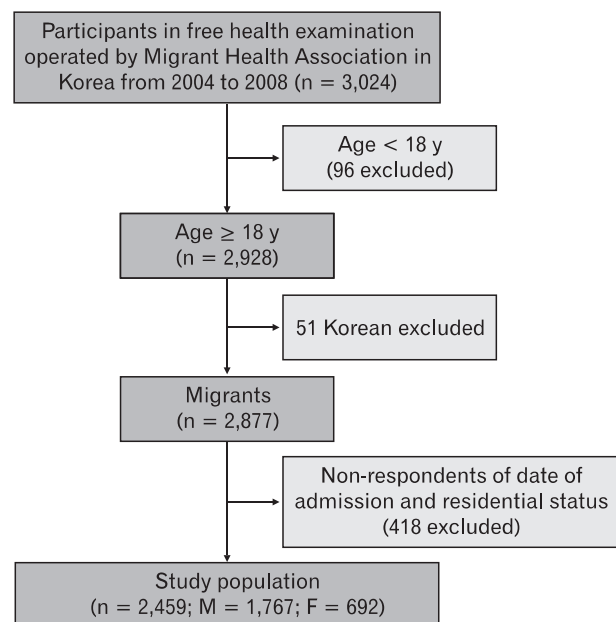 Participants in free health examination
operated by Migrant Health Association in
Korea from 2004 to 2008 (n = 3,024)
Age < 18 y
(96 excluded)
Age ≥ 18 y
(n = 2,928)
51 Korean excluded
Migrants
(n = 2,877)
Non-respondents of date of
admission and residential status
(418 excluded)
Study population
(n = 2,459; M = 1,767; F = 692)